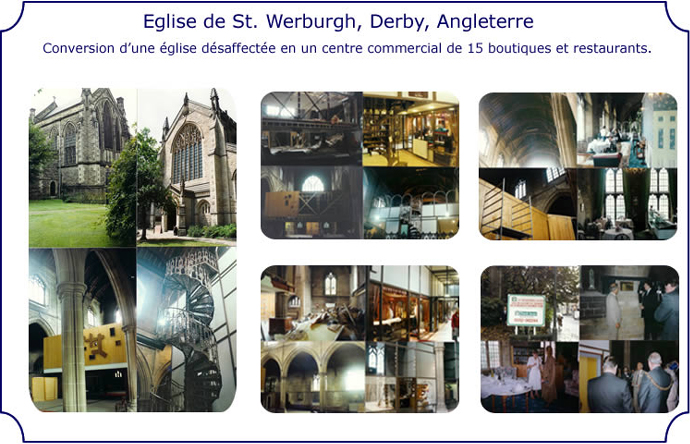 Eglise de St. Werburgh, Derby, Angleterre
Conversion d’une église désaffectée en un centre commercial de 15 boutiques et restaurants.